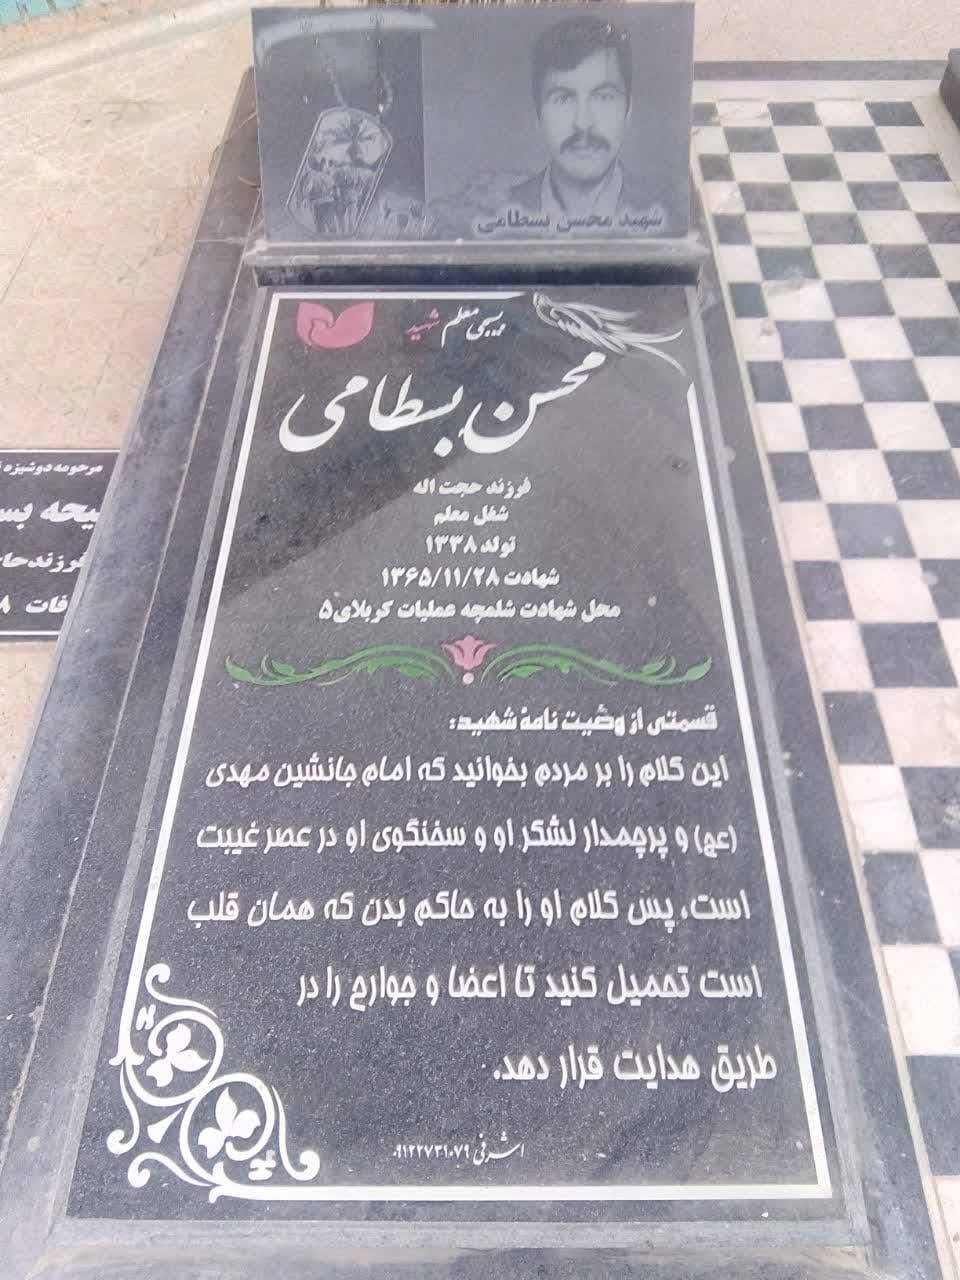 شهید محسن بسطامی
بسیجی معلم شهید
محسن بسطامی
فرزند حجت اله
شغل معلم
تولد ۱۳۳۸
شهادت ۱۳۶۵/۱۱/۲۸
محل شهادت شلمچه عملیات کربلای۵
قسمتی از وصیت نامهٔ شهید:
این کلام را بر مردم بخوانید که امام جانشین مهدی
(عج) و پرچمدار لشکر او و سخنگوی او در عصر غیبت
است، پس کلام او را به حاکم بدن که همان قلب
است تحمیل کنید تا اعضا و جوارح را در
طریق هدایت قرار دهد.
اشرفی ۰۹۱۲۲۷۳۱۰۷۹
مرحومه دوشیزه
فرزند